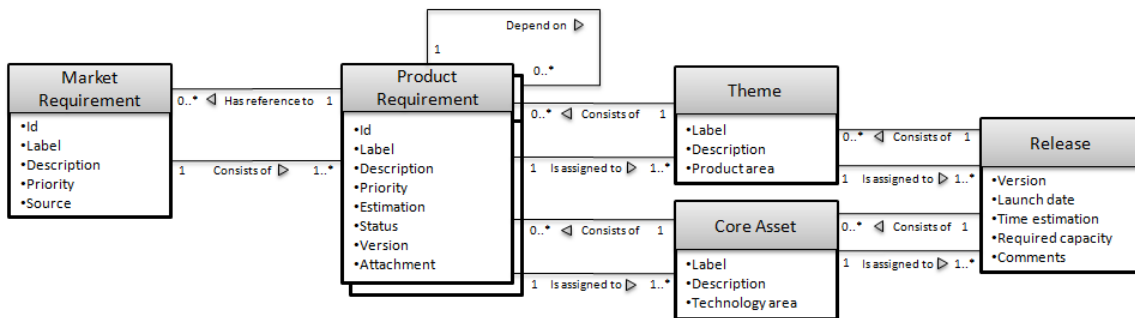 Depend on
1
0..*
Market
Requirement
•Id
•Label
•Description
•Priority
•Source
0..* Has reference to 1
1 Consists of 1..*
Product
Requirement
•Id
•Label
•Description
•Priority
•Estimation
•Status
•Version
•Attachment
0..* Consists of 1
1 Is assigned to 1..*
0..* Consists of 1
1 Is assigned to 1..*
Theme
•Label
•Description
•Product area
Core Asset
•Label
•Description
•Technology area
0..* Consists of 1
1 Is assigned to 1..*
0..* Consists of 1
1 Is assigned to 1..*
Release
•Version
•Launch date
•Time estimation
•Required capacity
•Comments